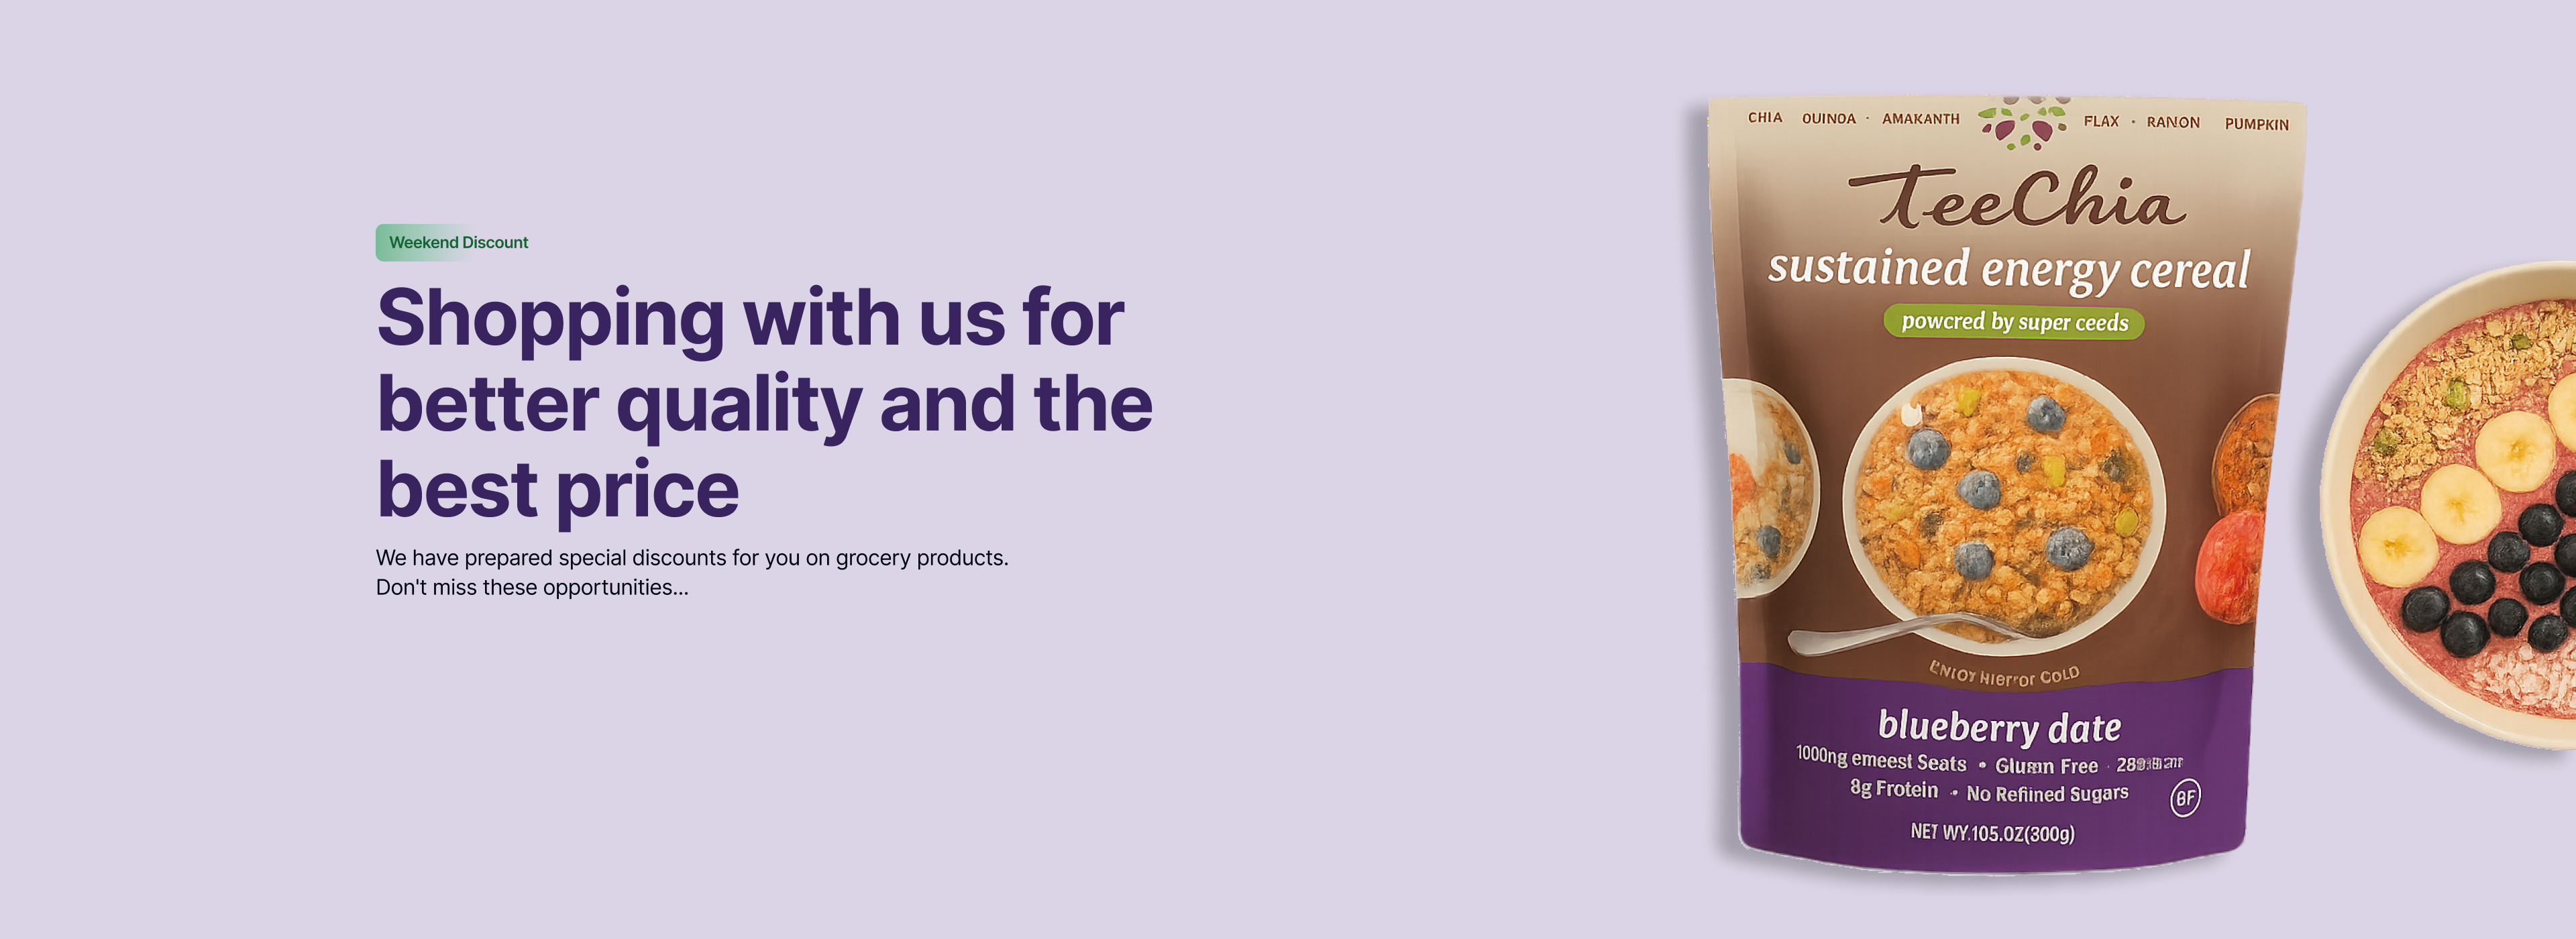 Weekend Discount
Shopping with us for
better quality and the
best price
We have prepared special discounts for you on grocery products.
Don't miss these opportunities...
CHIA OUINOA · AMAKANTH FLAX · RANON PUMPKIN
TeeChia
sustained energy cereal
powcred by super ceeds
COLD
blueberry date
1000ng emeest Seats • Free
8g Frotein • No Refined Sugars
BF
NET WY.105.OZ(300g)